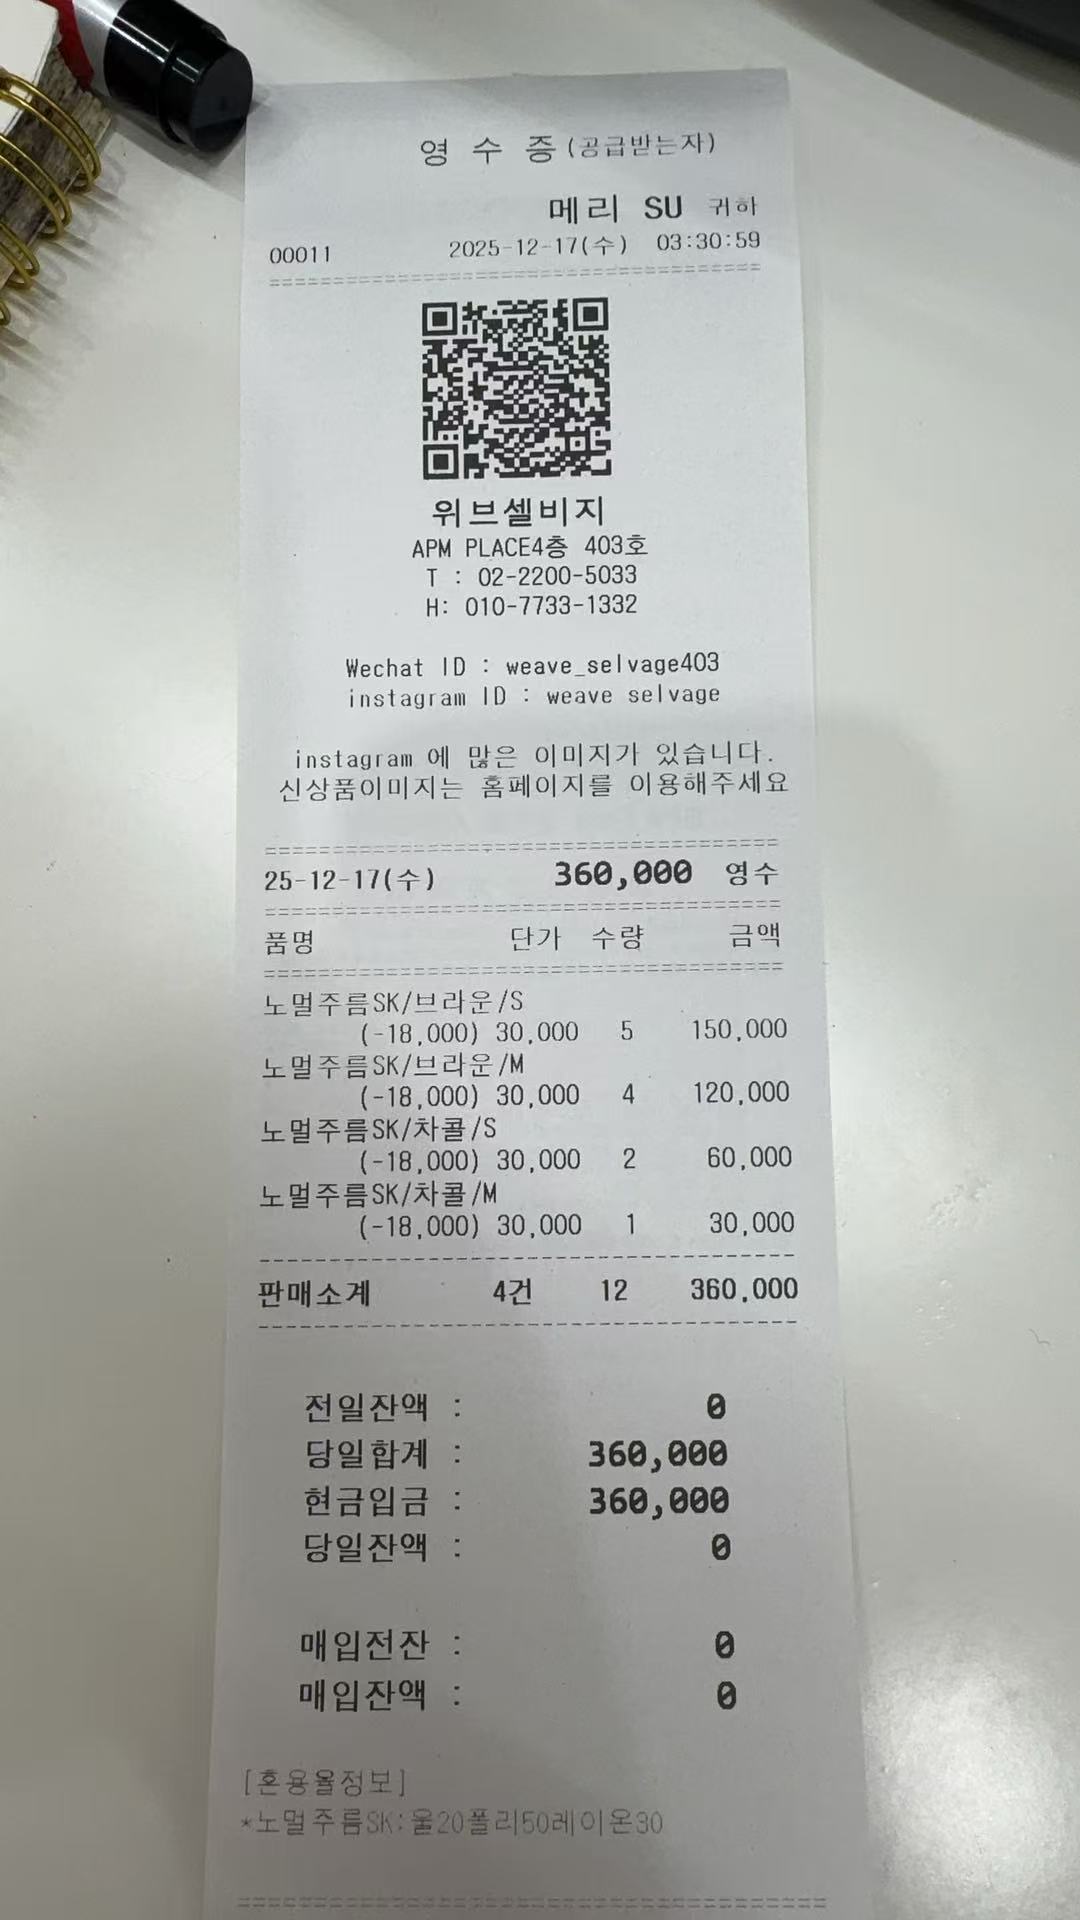 영 수 증(공급받는자)
메리 SU 귀하
00011 2025-12-17(수) 03:30:59
위브셀비지
APM PLACE4층 403호
T : 02-2200-5033
H: 010-7733-1332
Wechat ID : weave_selvage403
instagram ID : weave selvage
instagram 에 많은 이미지가 있습니다.
신상품이미지는 홈페이지를 이용해주세요
25-12-17(수) 360,000 영수
품명 단가 수량 금액
노멀주름SK/브라운/S
(-18,000) 30,000 5 150,000
노멀주름SK/브라운/M
(-18,000) 30,000 4 120,000
노멀주름SK/차콜/S
(-18,000) 30,000 2 60,000
노멀주름SK/차콜/M
(-18,000) 30,000 1 30,000
판매소계 4건 12 360,000
전일잔액 : 0
당일합계 : 360,000
현금입금 : 360,000
당일잔액 : 0
매입전잔 : 0
매입잔액 : 0
[혼용율정보]
*노멀주름SK:울20폴리50레이온30